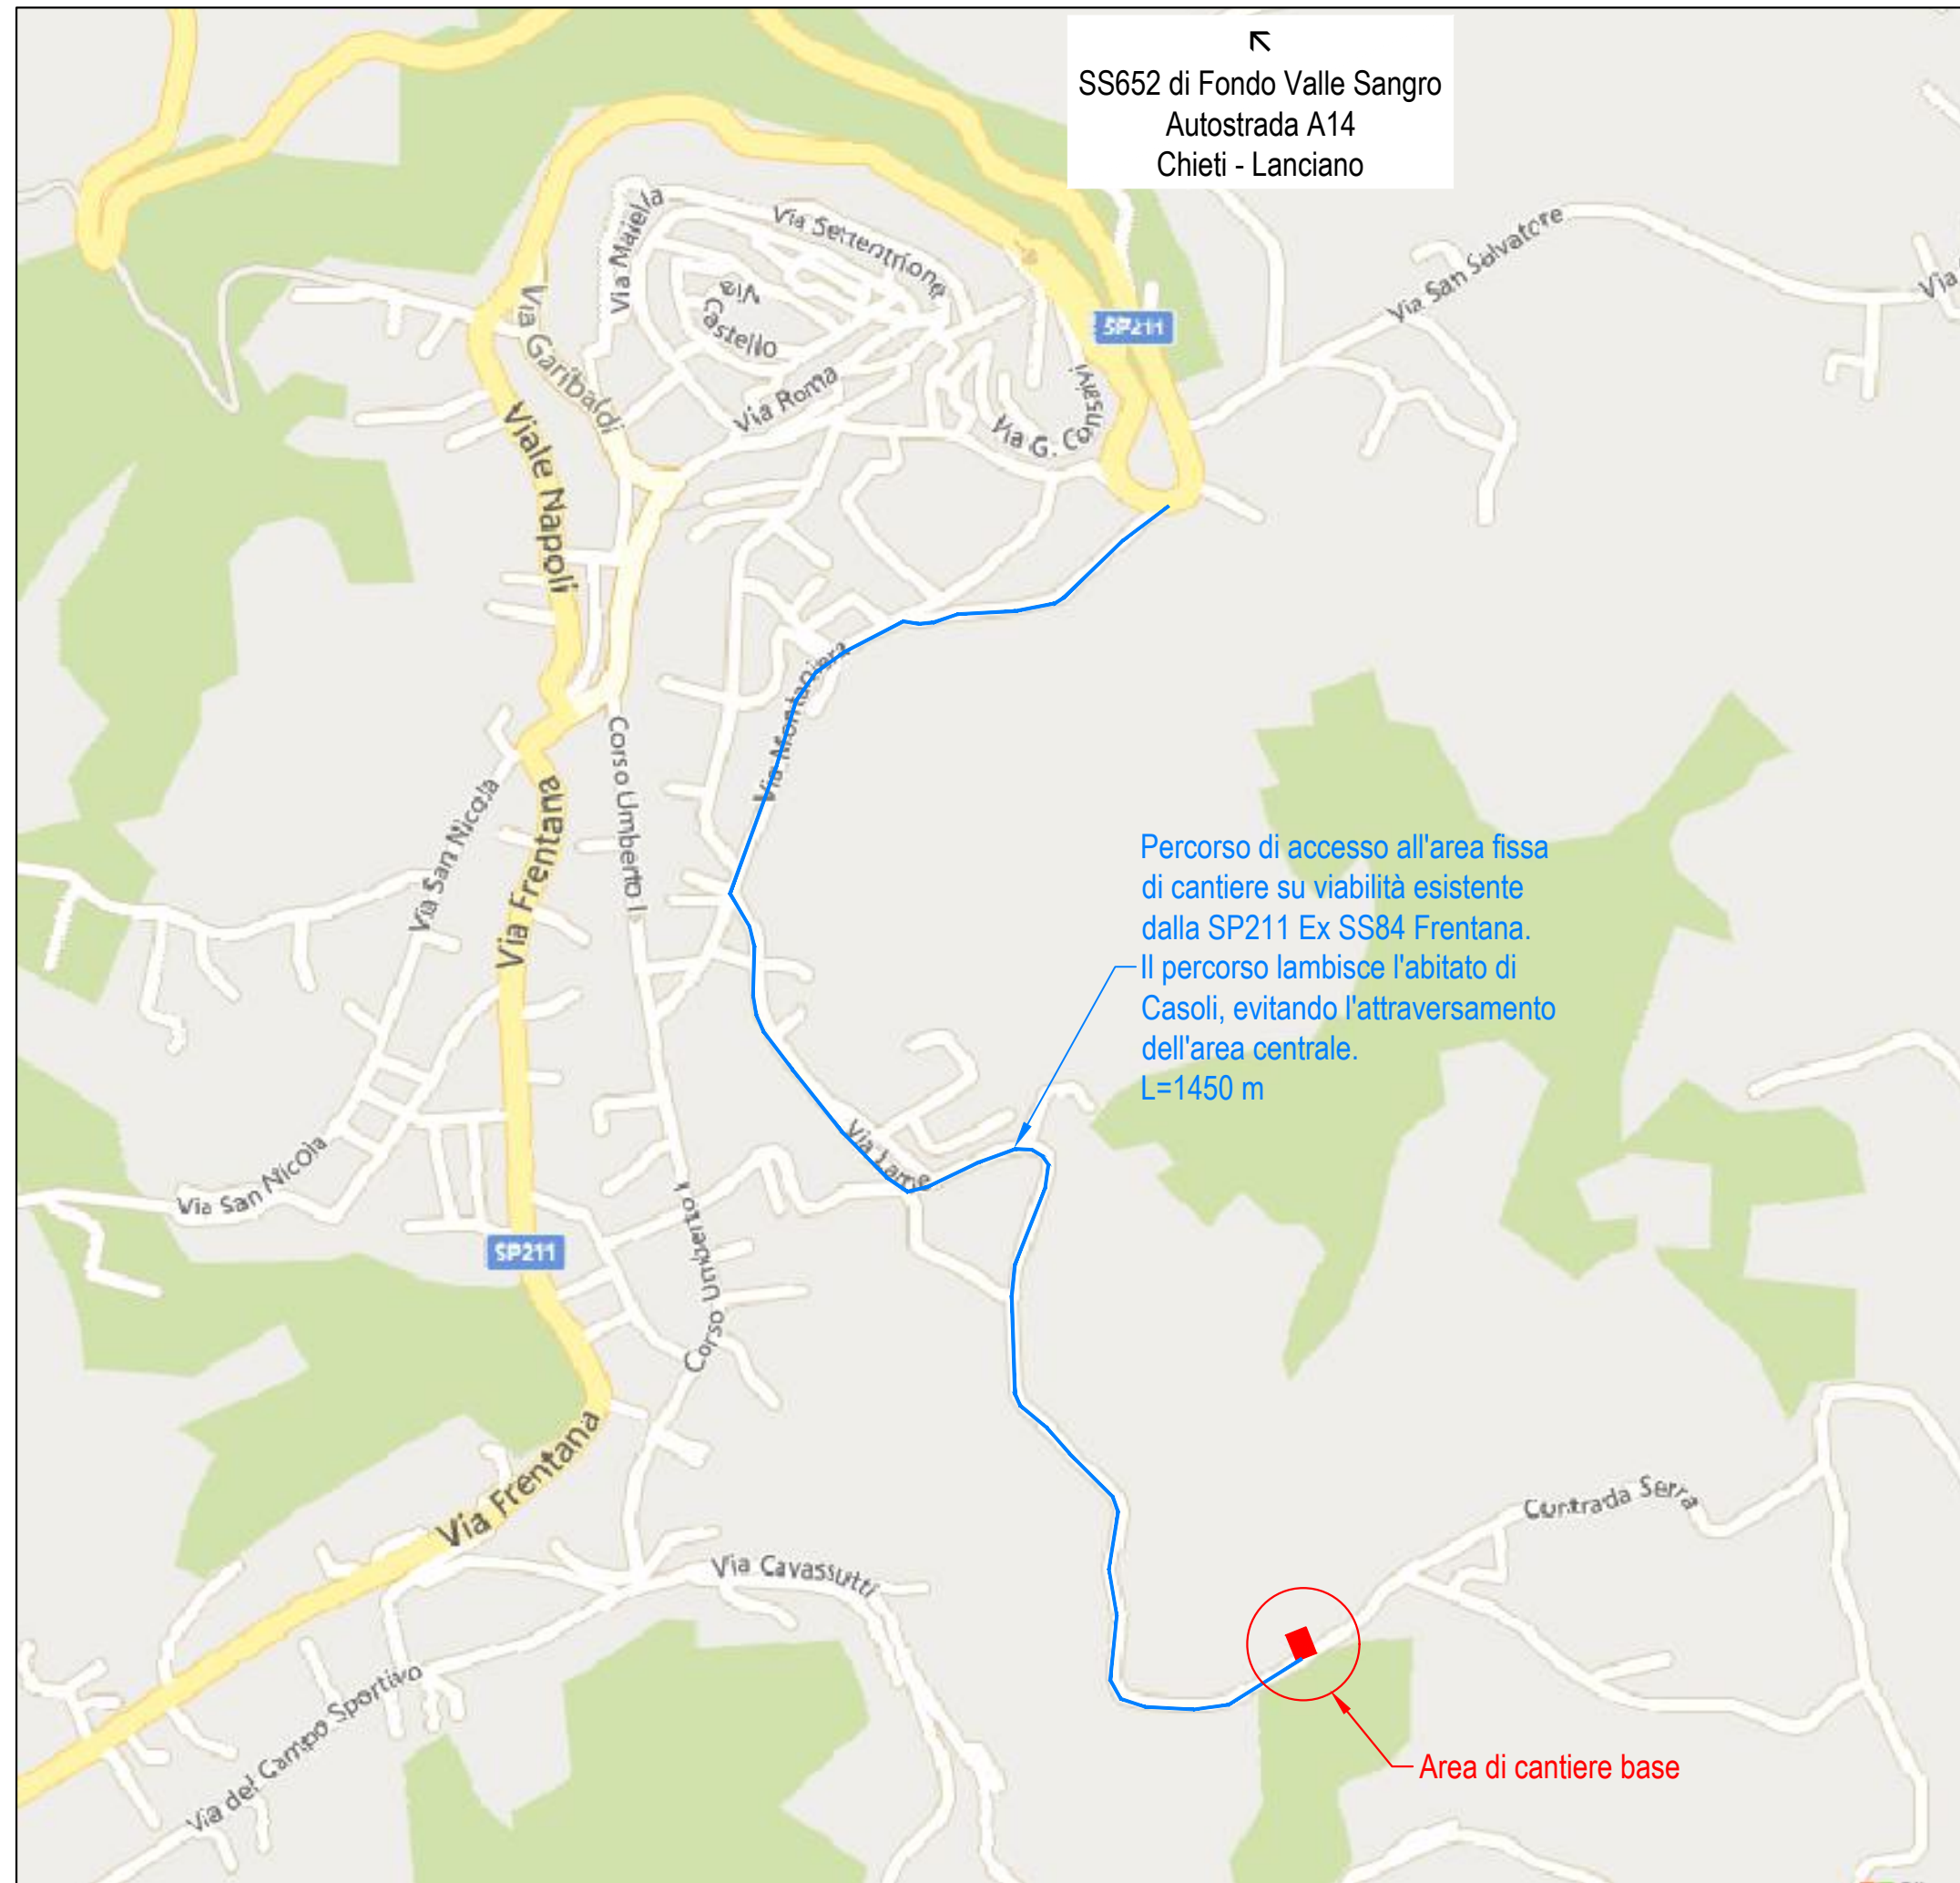 SS652 di Fondo Valle Sangro
Autostrada A14
Chieti - Lanciano
Via Maiella
Via Settentrione
Via San Salvatore
Via
Via
Castello
SP211
Via Garibaldi
Via Roma
Via G. Consalvi
Viale Nappoli
Via Montaniera
Corso Umberto I
Via San Nicola
Via Frentana
Percorso di accesso all'area fissa
di cantiere su viabilità esistente
dalla SP211 Ex SS84 Frentana.
Il percorso lambisce l'abitato di
Casoli, evitando l'attraversamento
dell'area centrale.
L=1450 m
Via Lame
Via San Nicola
Corso Umberto I
SP211
Via Frentana
Contrada Serra
Via Cavassutti
Via del Campo Sportivo
Area di cantiere base